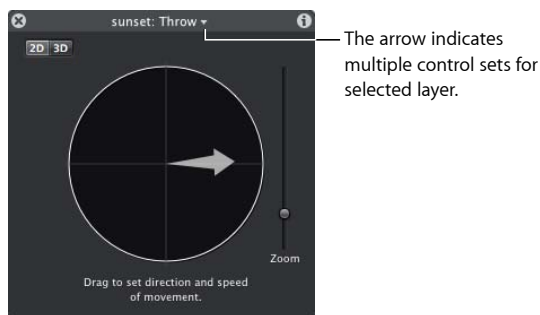 sunset: Throw
2D 3D
Zoom
Drag to set direction and speed
of movement.
The arrow indicates
multiple control sets for
selected layer.